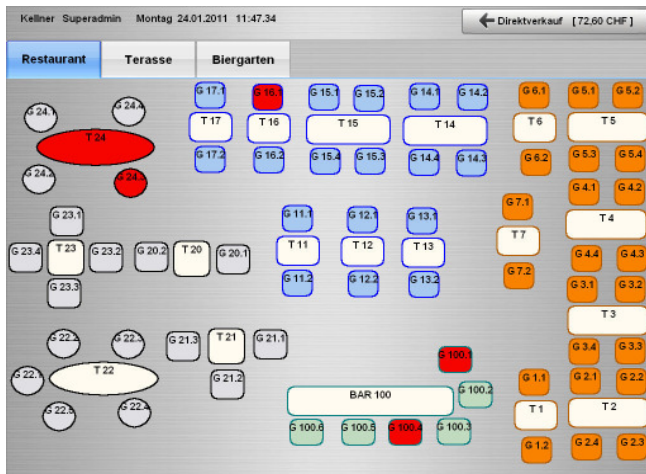 Kellner Superadmin Montag 24.01.2011 11:47.34
Direktverkauf [72,60 CHF ]
Restaurant Terasse Biergarten
G 17.1 G 16.1 G 15.1 G 15.2 G 14.1 G 14.2 G 6.1 G 5.1 G 5.2
G 24.1 G 24.4
T 17 T 16 T 15 T 14 T 6 T 5
T 24
G 17.2 G 16.2 G 15.4 G 15.3 G 14.4 G 14.3 G 6.2 G 5.3 G 5.4
G 24.2 G 24.3
G 4.1 G 4.2
G 7.1
G 23.1 G 11.1 G 12.1 G 13.1
T 4
T 7
G 23.4 T 23 G 23.2 G 20.2 T 20 G 20.1 T 11 T 12 T 13
G 4.4 G 4.3
G 7.2
G 23.3 G 11.2 G 12.2 G 13.2 G 3.1 G 3.2
T 3
G 22.2 G 22.3 G 21.3 T 21 G 21.1
G 3.4 G 3.3
G 100.1
G 22.1 T 22 G 21.2 G 1.1 G 2.1 G 2.2
BAR 100 G 100.2
T 1 T 2
G 22.5 G 22.4
G 100.6 G 100.5 G 100.4 G 100.3
G 1.2 G 2.4 G 2.3